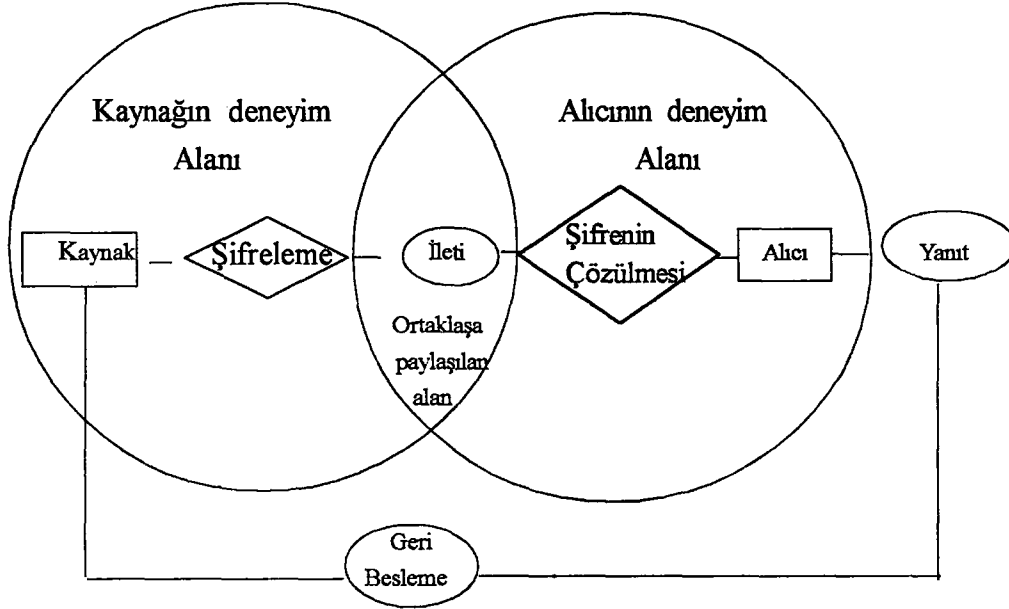 Kaynağın deneyim
Alanı
Alıcının deneyim
Alanı
Kaynak
Şifreleme
İleti
Şifrenin
Çözülmesi
Alıcı
Yanıt
Ortaklaşa
paylaşılan
alan
Geri
Besleme